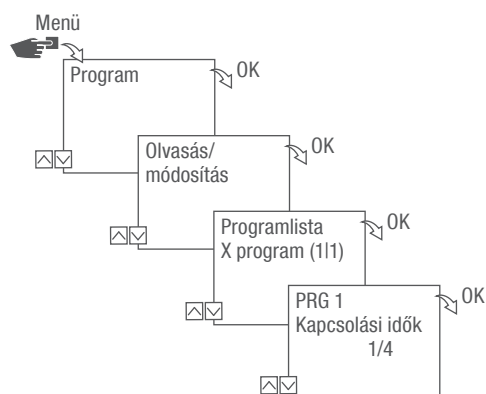 Menü
Program
OK
Olvasás/
módosítás
OK
Programlista
X program (1|1)
OK
PRG 1
Kapcsolási idők
1/4
OK